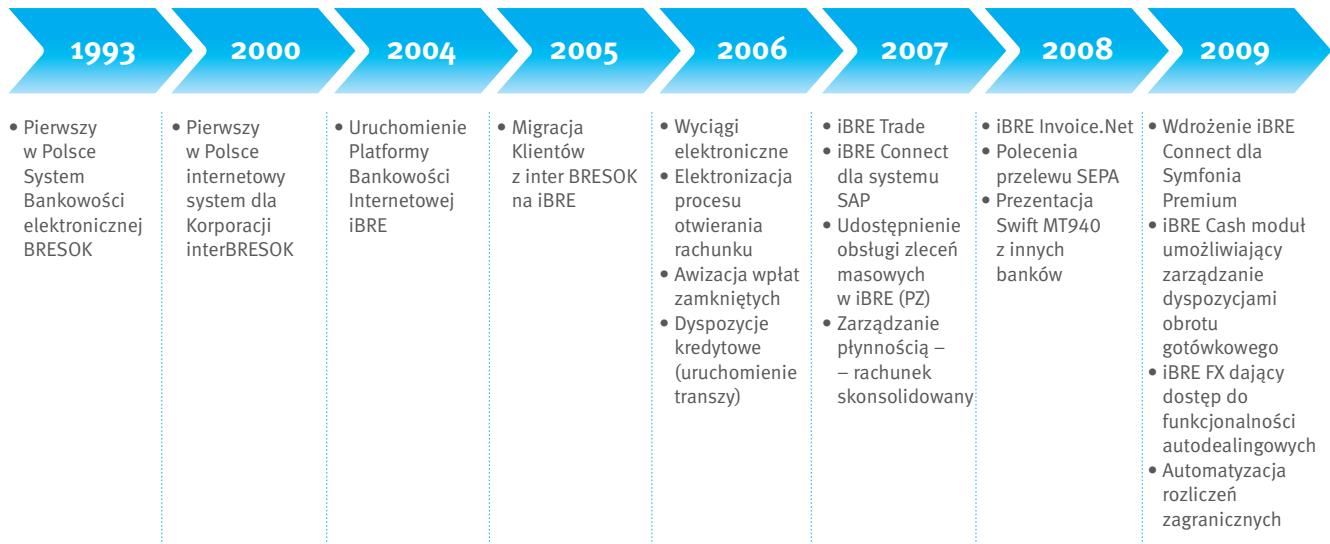 1993
2000
2004
2005
2006
2007
2008
2009
• Pierwszy
w Polsce
System
Bankowości
elektronicznej
BRESOK
• Pierwszy
w Polsce
internetowy
system dla
Korporacji
interBRESOK
• Uruchomienie
Platformy
Bankowości
Internetowej
iBRE
• Migracja
Klientów
z inter BRESOK
na iBRE
• Wyciągi
elektroniczne
• Elektronizacja
procesu
otwierania
rachunku
• Awizacja wpłat
zamkniętych
• Dyspozycje
kredytowe
(uruchomienie
transzy)
• iBRE Trade
• iBRE Connect
dla systemu
SAP
• Udostępnienie
obsługi zleceń
masowych
w iBRE (PZ)
• Zarządzanie
płynnością –
– rachunek
skonsolidowany
• iBRE Invoice.Net
• Polecenia
przelewu SEPA
• Prezentacja
Swift MT940
z innych
banków
• Wdrożenie iBRE
Connect dla
Symfonia
Premium
• iBRE Cash moduł
umożliwiający
zarządzanie
dyspozycjami
obrotu
gotówkowego
• iBRE FX dający
dostęp do
funkcjonalności
autodealingowych
• Automatyzacja
rozliczeń
zagranicznych